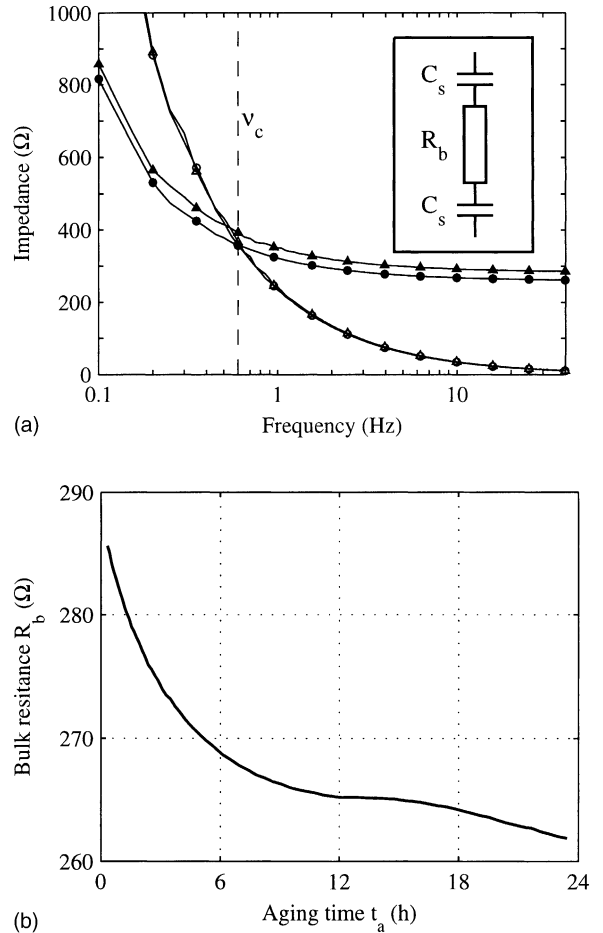 1000
800
600
400
200
0
Impedance (Ω)
ν_c
C_s
R_b
C_s
0.1
1
10
(a)
Frequency (Hz)
290
280
270
260
Bulk resitance R_b (Ω)
0
6
12
18
24
(b)
Aging time t_a (h)